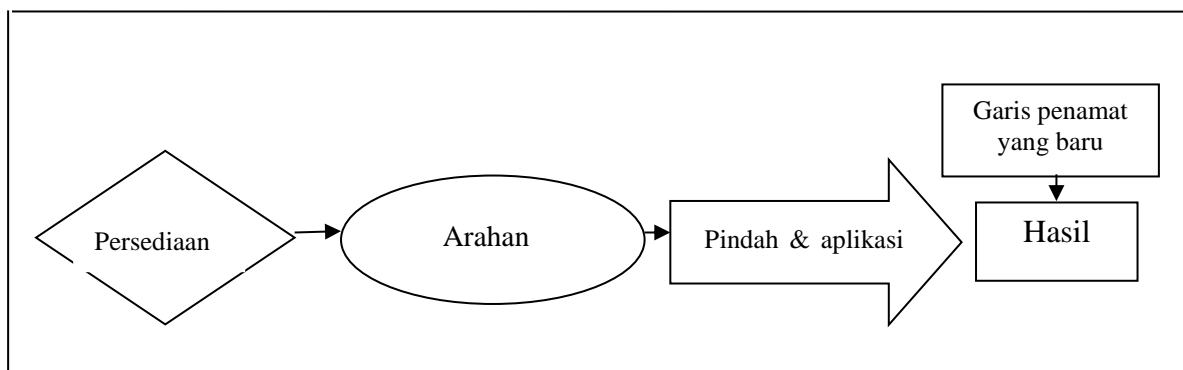 Persediaan
Arahan
Pindah & aplikasi
Garis penamat
yang baru
Hasil